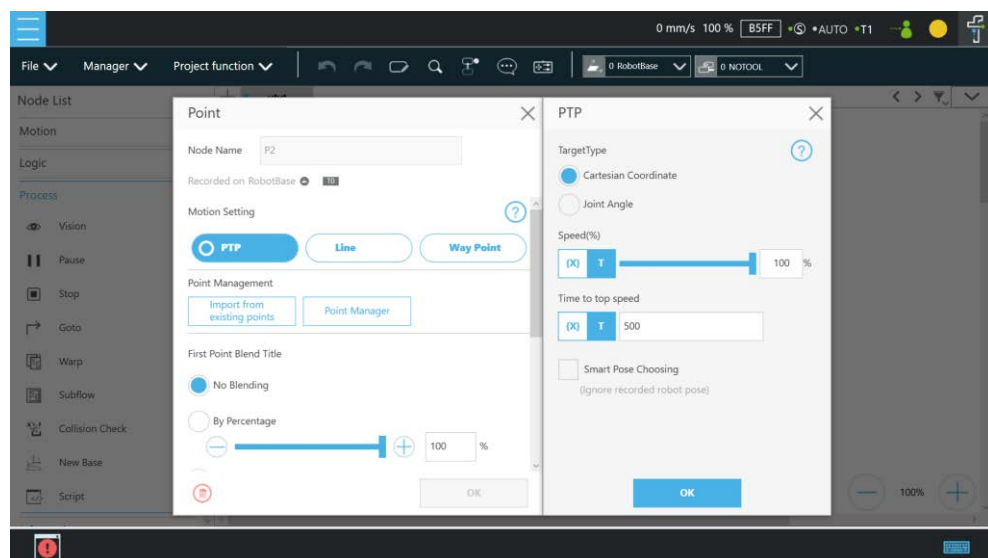 0 mm/s 100 % B5FF •Ⓢ •AUTO •T1
File Manager Project function 0 RobotBase 0 NOTOOL
Node List
Motion
Logic
Process
Vision
Pause
Stop
Goto
Warp
Subflow
Collision Check
New Base
Script
Point
Node Name P2
Recorded on RobotBase
Motion Setting
PTP Line Way Point
Point Management
Import from
existing points
Point Manager
First Point Blend Title
No Blending
By Percentage
100 %
OK
PTP
TargetType
Cartesian Coordinate
Joint Angle
Speed(%)
(X) T 100 %
Time to top speed
(X) T 500
Smart Pose Choosing
(Ignore recorded robot pose)
OK
100%